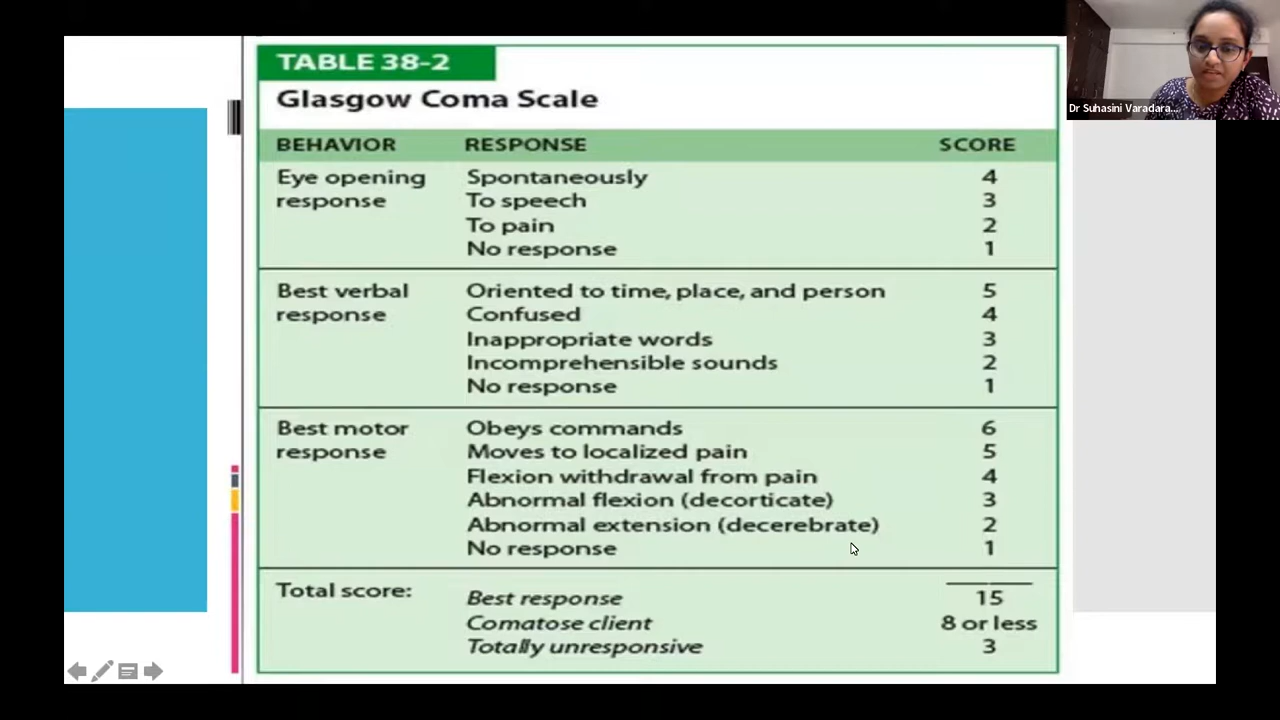 TABLE 38-2
Glasgow Coma Scale
BEHAVIOR RESPONSE SCORE
Eye opening Spontaneously 4
response To speech 3
To pain 2
No response 1
Best verbal Oriented to time, place, and person 5
response Confused 4
Inappropriate words 3
Incomprehensible sounds 2
No response 1
Best motor Obeys commands 6
response Moves to localized pain 5
Flexion withdrawal from pain 4
Abnormal flexion (decorticate) 3
Abnormal extension (decerebrate) 2
No response 1
Total score: Best response 15
Comatose client 8 or less
Totally unresponsive 3
Dr Suhasini Varadara...